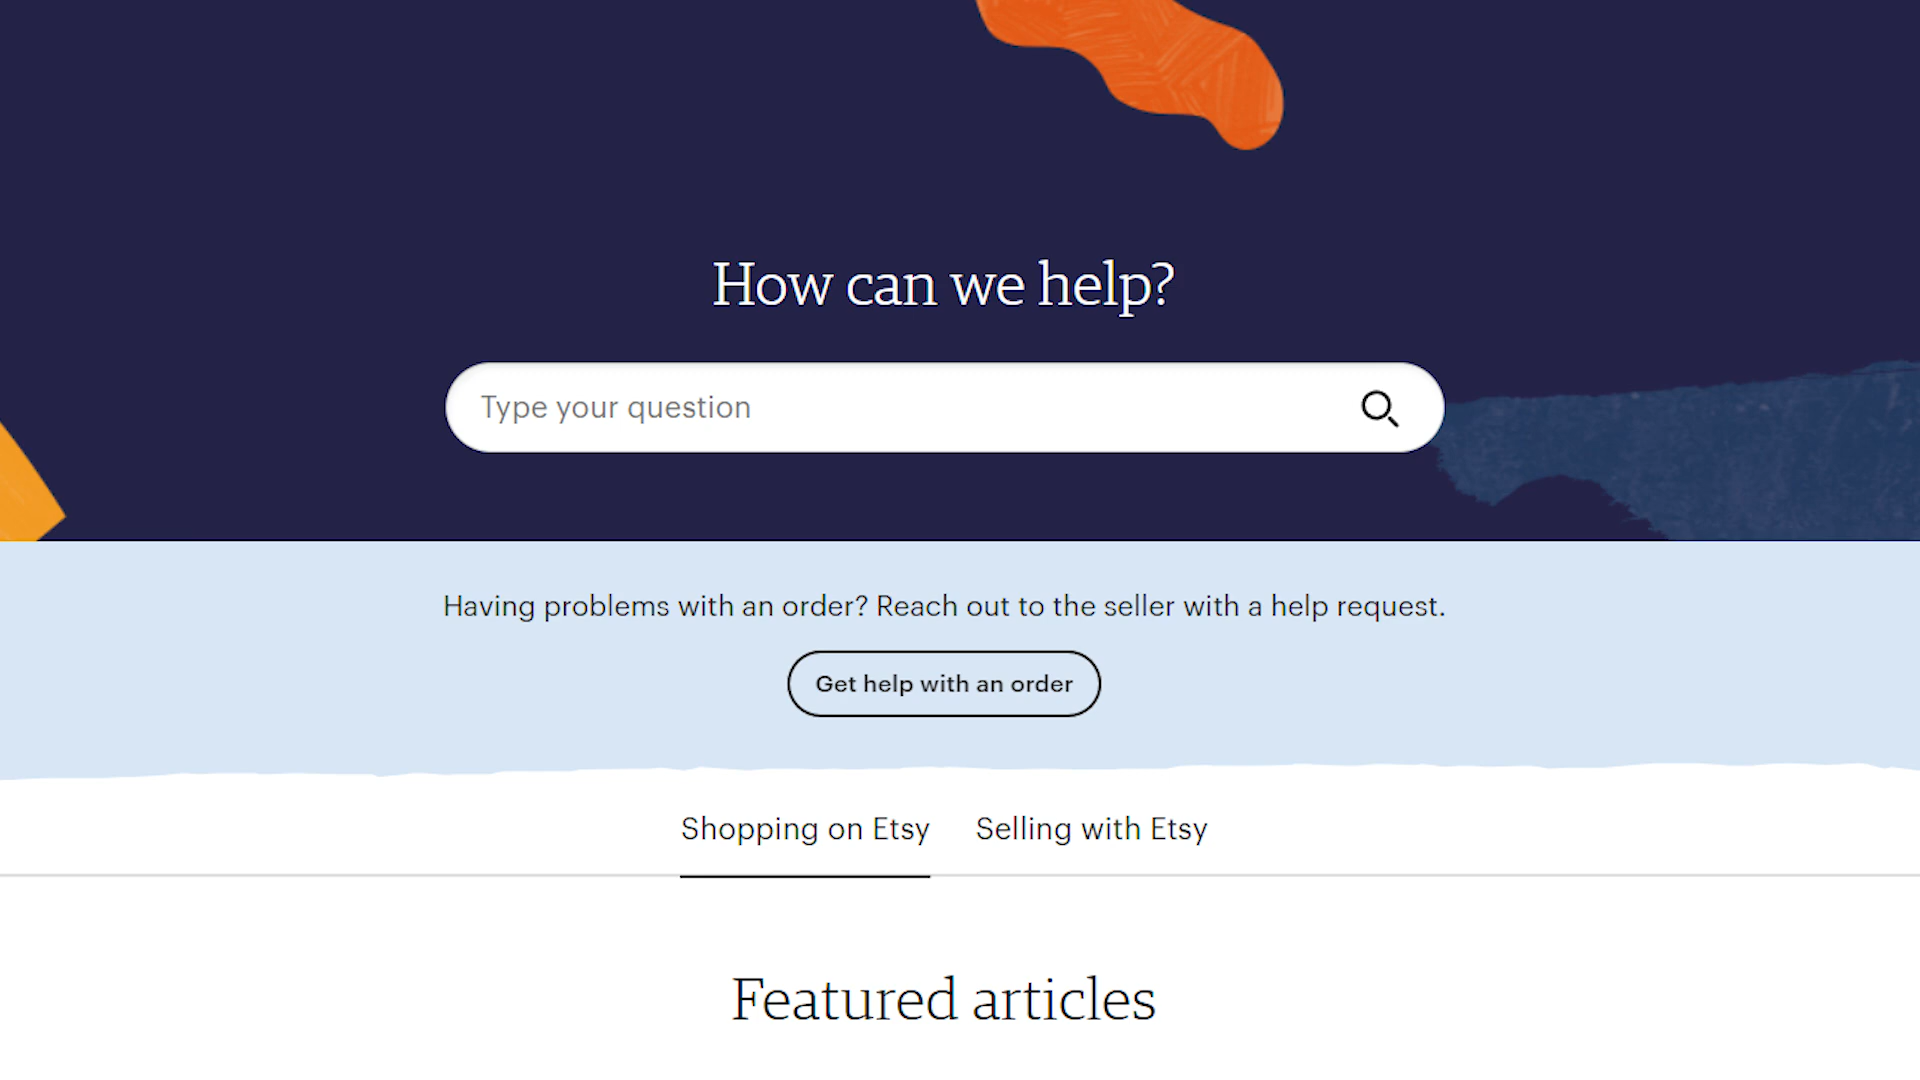 How can we help?
Type your question
Having problems with an order? Reach out to the seller with a help request.
Get help with an order
Shopping on Etsy
Selling with Etsy
Featured articles